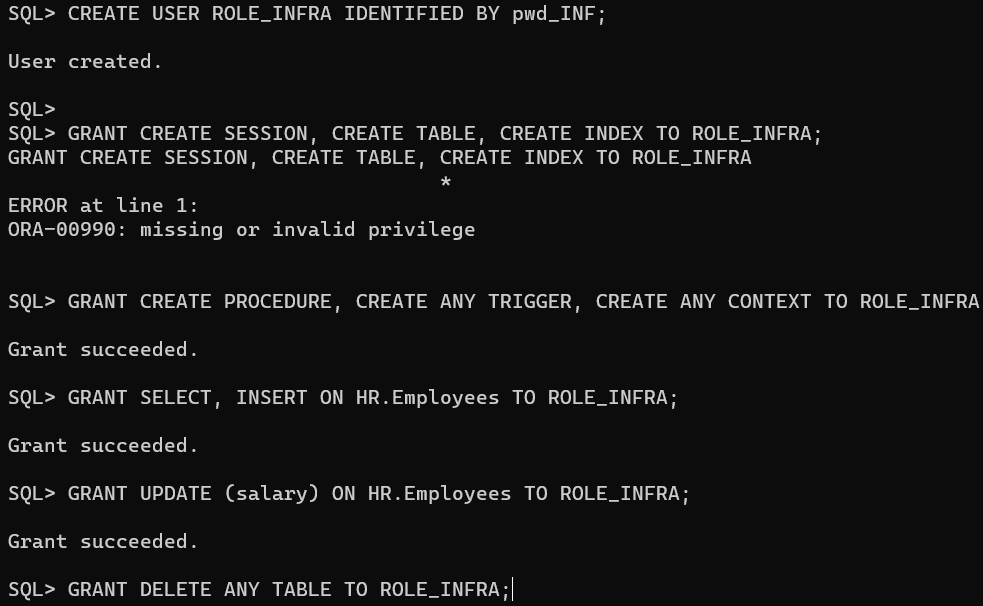 SQL> CREATE USER ROLE_INFRA IDENTIFIED BY pwd_INF;
User created.
SQL>
SQL> GRANT CREATE SESSION, CREATE TABLE, CREATE INDEX TO ROLE_INFRA;
GRANT CREATE SESSION, CREATE TABLE, CREATE INDEX TO ROLE_INFRA
*
ERROR at line 1:
ORA-00990: missing or invalid privilege
SQL> GRANT CREATE PROCEDURE, CREATE ANY TRIGGER, CREATE ANY CONTEXT TO ROLE_INFRA
Grant succeeded.
SQL> GRANT SELECT, INSERT ON HR.Employees TO ROLE_INFRA;
Grant succeeded.
SQL> GRANT UPDATE (salary) ON HR.Employees TO ROLE_INFRA;
Grant succeeded.
SQL> GRANT DELETE ANY TABLE TO ROLE_INFRA;